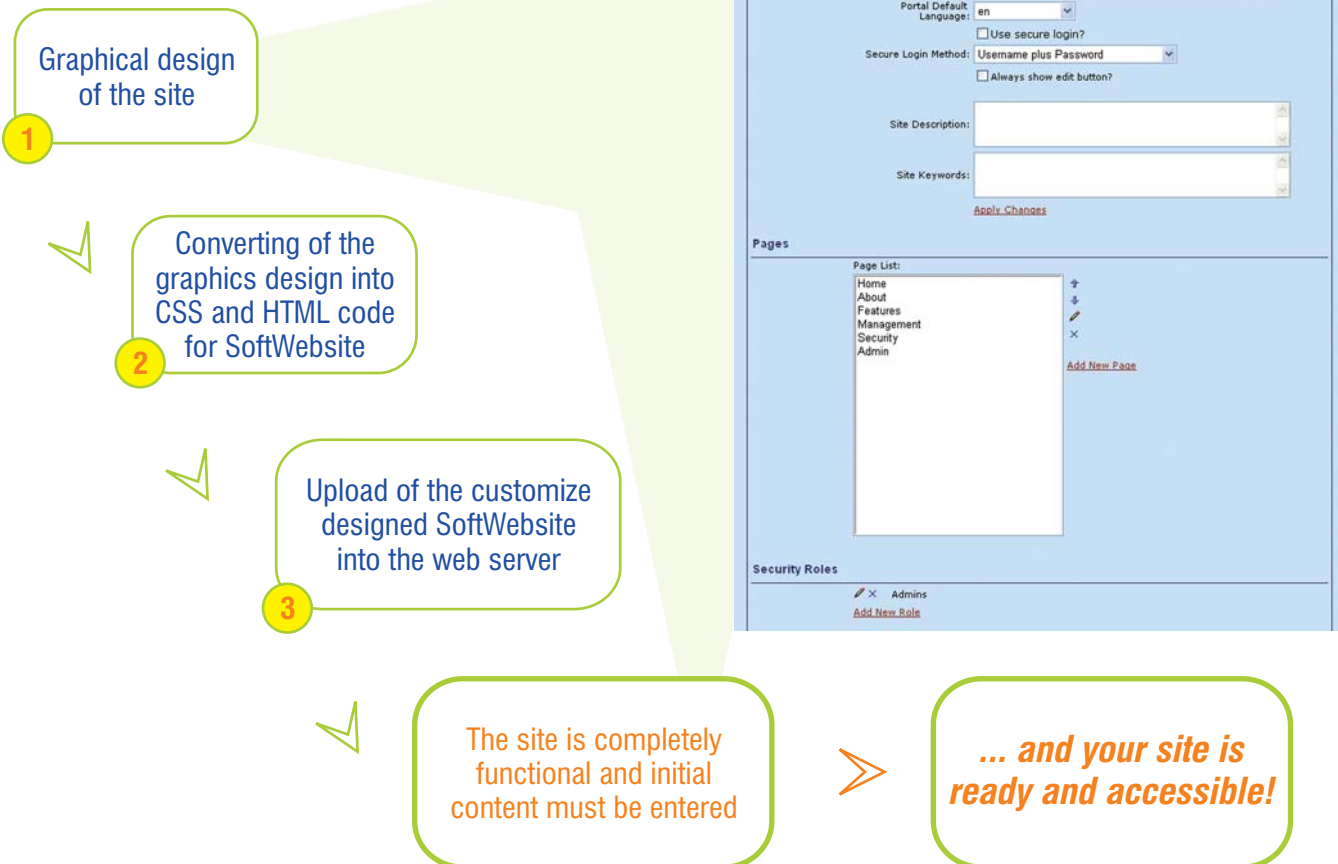 Graphical design
of the site
1
Converting of the
graphics design into
CSS and HTML code
for SoftWebsite
2
Upload of the customize
designed SoftWebsite
into the web server
3
The site is completely
functional and initial
content must be entered
... and your site is
ready and accessible!
Portal Default
Language: en
Use secure login?
Secure Login Method: Username plus Password
Always show edit button?
Site Description:
Site Keywords:
Apply Changes
Pages
Page List:
Home
About
Features
Management
Security
Admin
Add New Page
Security Roles
Admins
Add New Role